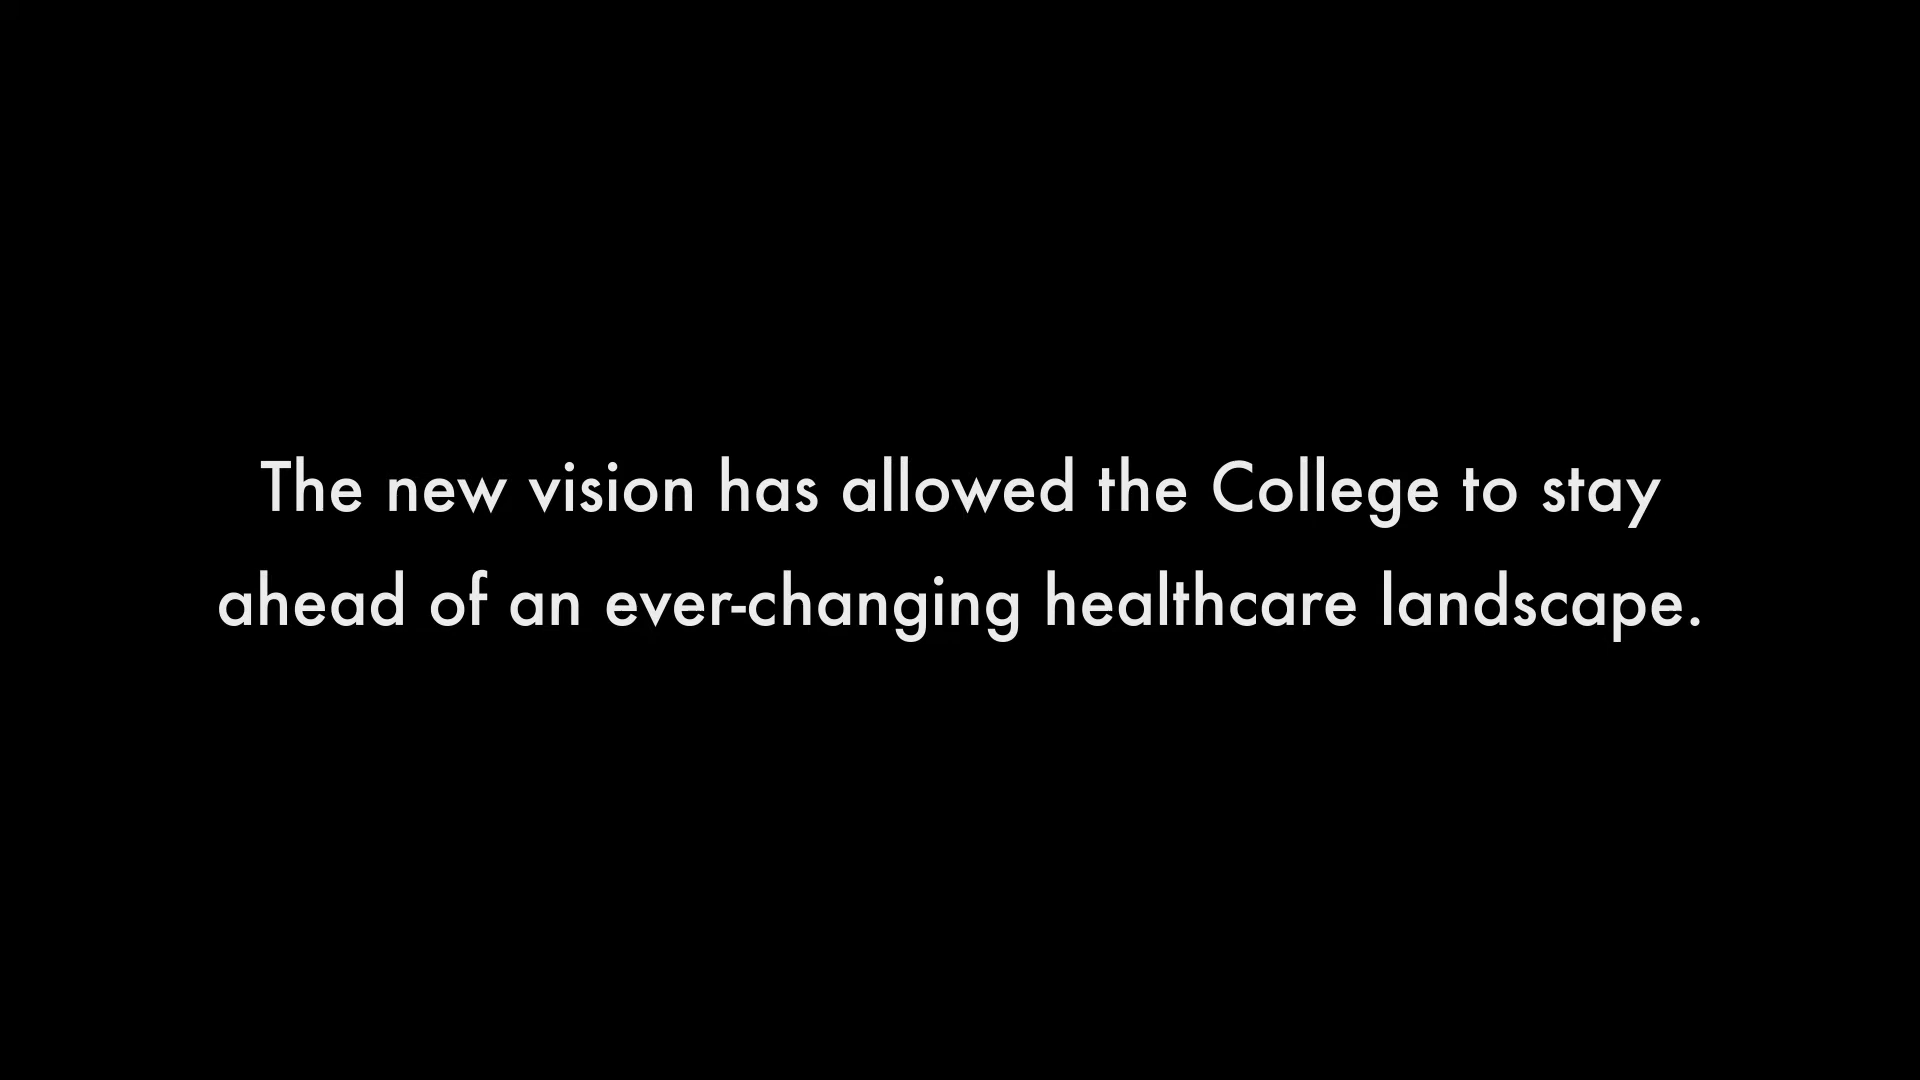 The new vision has allowed the College to stay
ahead of an ever-changing healthcare landscape.